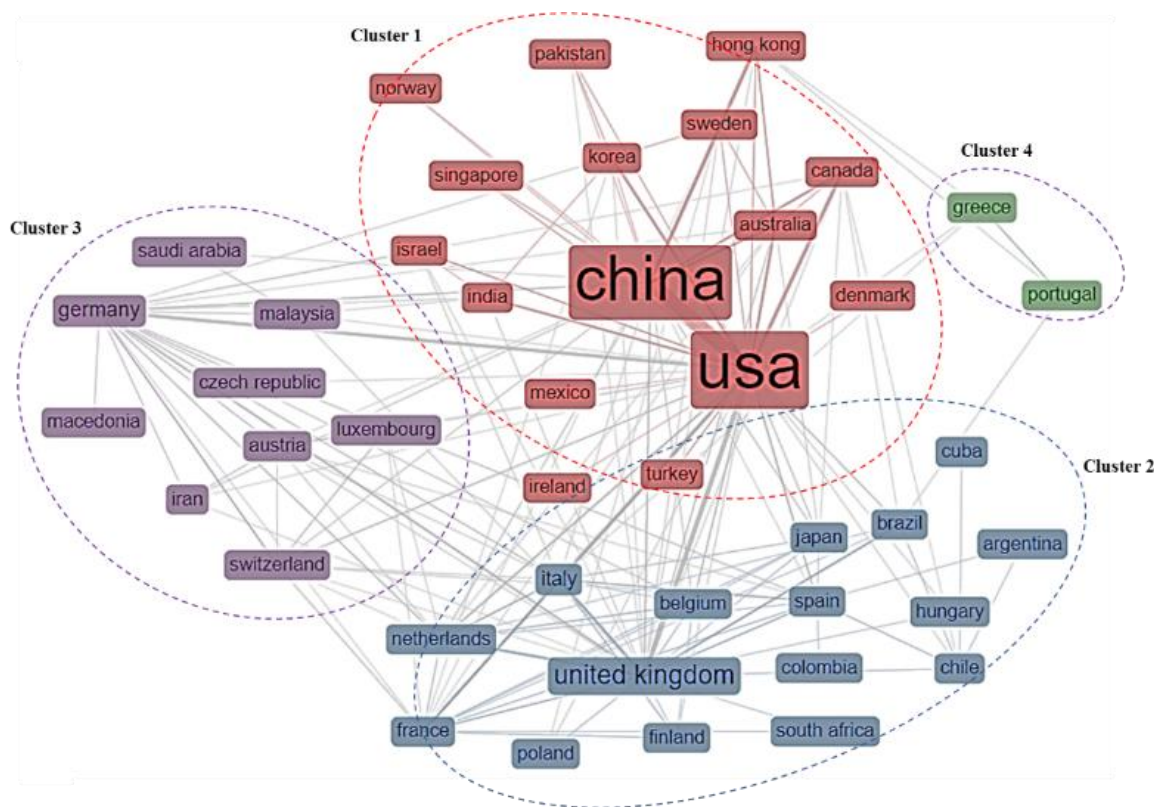 Cluster 1
hong kong
pakistan
norway
sweden
korea
Cluster 4
singapore
canada
greece
Cluster 3
australia
saudi arabia
israel
china
india
denmark
portugal
germany
malaysia
usa
czech republic
mexico
macedonia
luxembourg
austria
cuba
Cluster 2
turkey
ireland
iran
brazil
japan
argentina
switzerland
italy
belgium
spain
hungary
netherlands
united kingdom
colombia
chile
france
finland
south africa
poland